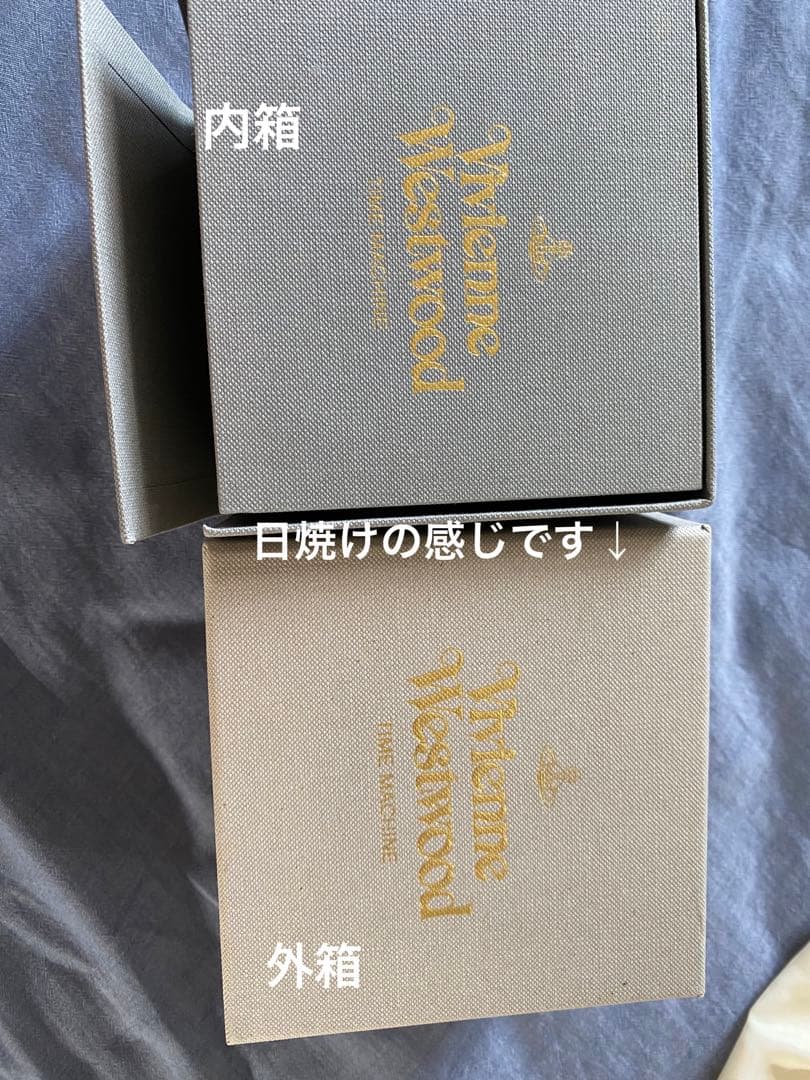 内箱
Vivienne
Westwood
TIME MACHINE
日焼けの感じです↓
Vivienne
Westwood
TIME MACHINE
外箱